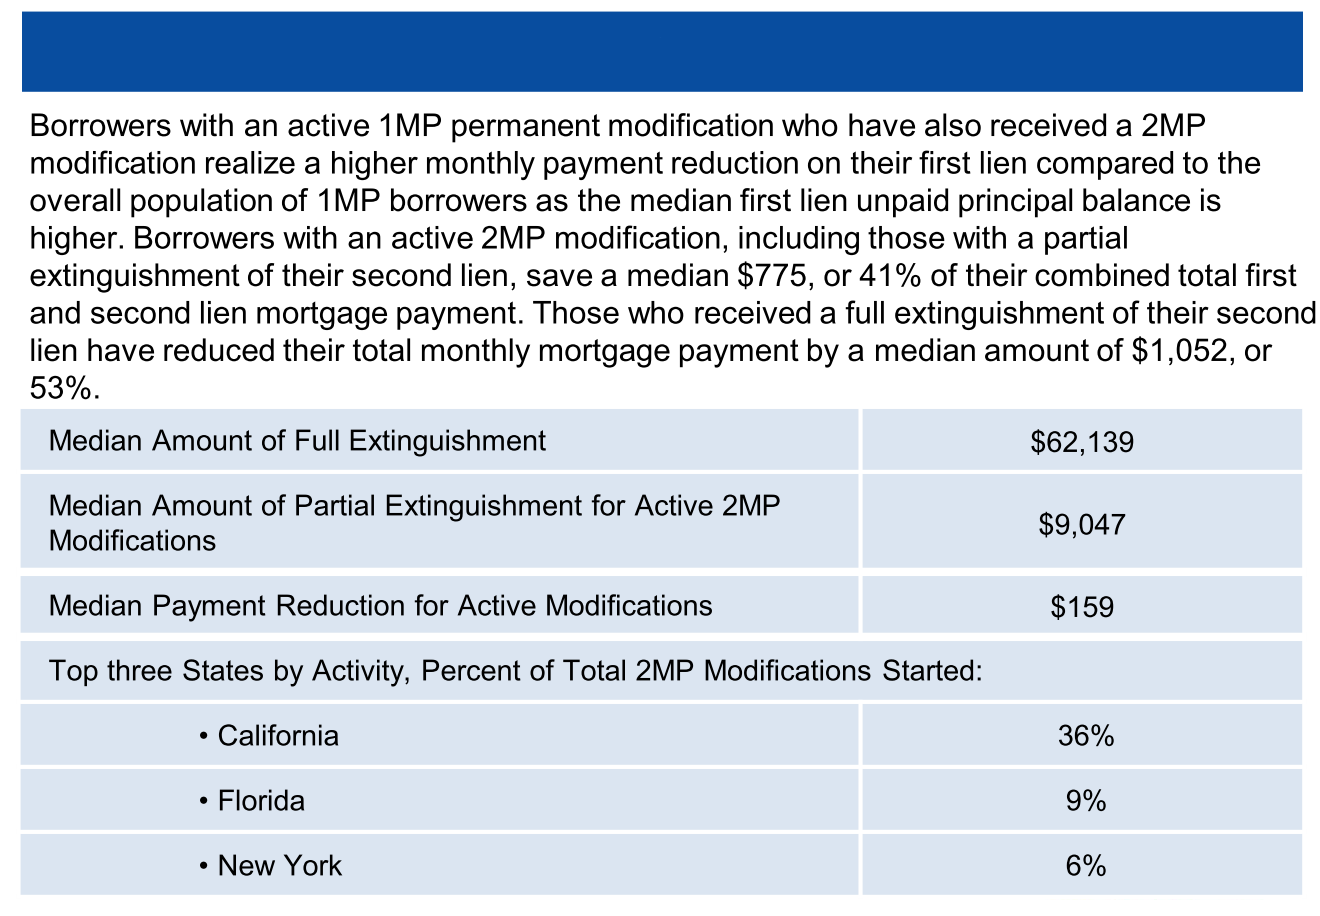 Borrowers with an active 1MP permanent modification who have also received a 2MP
modification realize a higher monthly payment reduction on their first lien compared to the
overall population of 1MP borrowers as the median first lien unpaid principal balance is
higher. Borrowers with an active 2MP modification, including those with a partial
extinguishment of their second lien, save a median $775, or 41% of their combined total first
and second lien mortgage payment. Those who received a full extinguishment of their second
lien have reduced their total monthly mortgage payment by a median amount of $1,052, or
53%.
Median Amount of Full Extinguishment $62,139
Median Amount of Partial Extinguishment for Active 2MP
Modifications $9,047
Median Payment Reduction for Active Modifications $159
Top three States by Activity, Percent of Total 2MP Modifications Started:
• California 36%
• Florida 9%
• New York 6%